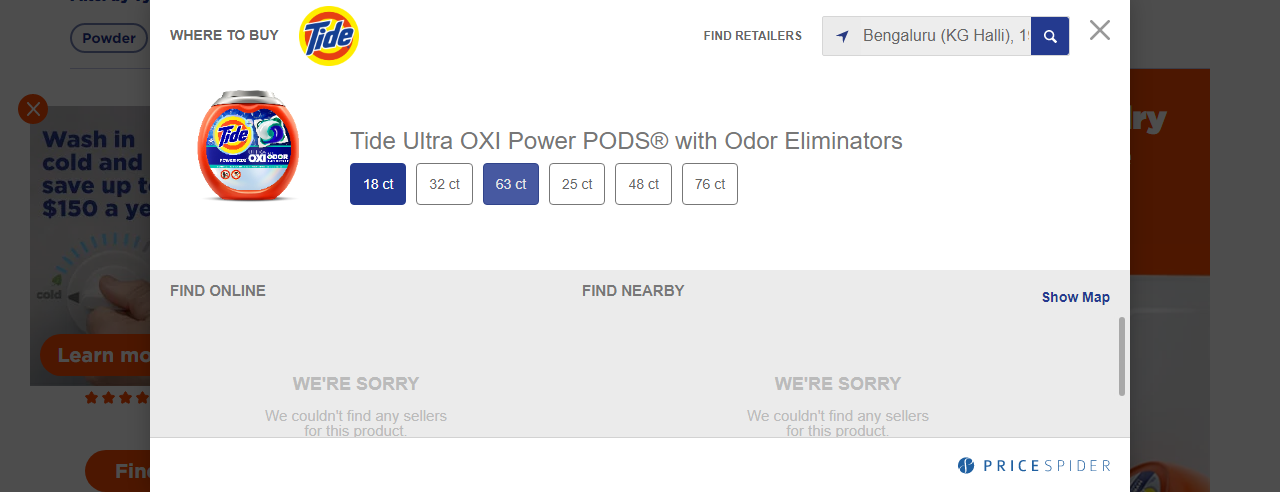 Powder
WHERE TO BUY
Tide
FIND RETAILERS
Bengaluru (KG Halli), 19
Wash in
cold and
save up to
$150 a ye
cold
Learn mo
Find
Tide
POWER PODS
ULTRA
OXI
ODOR
Tide Ultra OXI Power PODS® with Odor Eliminators
18 ct
32 ct
63 ct
25 ct
48 ct
76 ct
FIND ONLINE
FIND NEARBY
Show Map
WE'RE SORRY
We couldn't find any sellers
for this product.
WE'RE SORRY
We couldn't find any sellers
for this product.
PRICESPIDER
dry